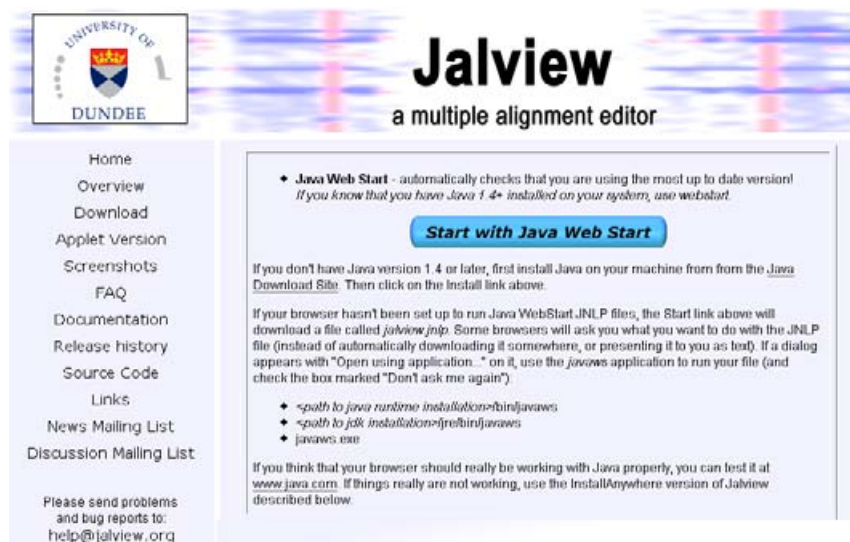 UNIVERSITY OF
DUNDEE
Jalview
a multiple alignment editor
Home
Overview
Download
Applet Version
Screenshots
FAQ
Documentation
Release history
Source Code
Links
News Mailing List
Discussion Mailing List
Please send problems
and bug reports to:
help@jalview.org
Java Web Start - automatically checks that you are using the most up to date version!
If you know that you have Java 1.4+ installed on your system, use webstart.
Start with Java Web Start
If you don't have Java version 1.4 or later, first install Java on your machine from from the Java
Download Site. Then click on the Install link above.
If your browser hasn't been set up to run Java WebStart JNLP files, the Start link above will
download a file called jalview.jnlp. Some browsers will ask you what you want to do with the JNLP
file (instead of automatically downloading it somewhere, or presenting it to you as text). If a dialog
appears with "Open using application..." on it, use the javaws application to run your file (and
check the box marked "Don't ask me again"):
<path to java runtime installation>/bin/javaws
<path to jdk installation>/jre/bin/javaws
javaws.exe
If you think that your browser should really be working with Java properly, you can test it at
www.java.com. If things really are not working, use the InstallAnywhere version of Jalview
described below.